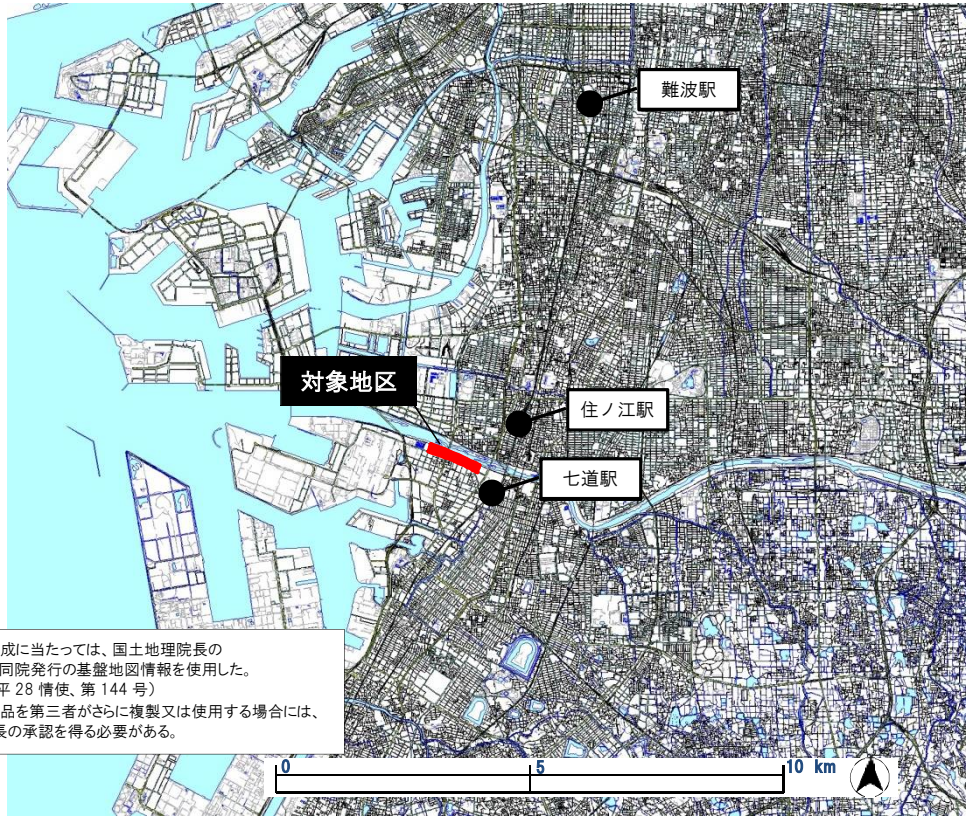 難波駅
対象地区
住ノ江駅
七道駅
成に当たっては、国土地理院長の
同院発行の基盤地図情報を使用した。
平 28 情使、第 144 号）
品を第三者がさらに複製又は使用する場合には、
長の承認を得る必要がある。
0 5 10 km